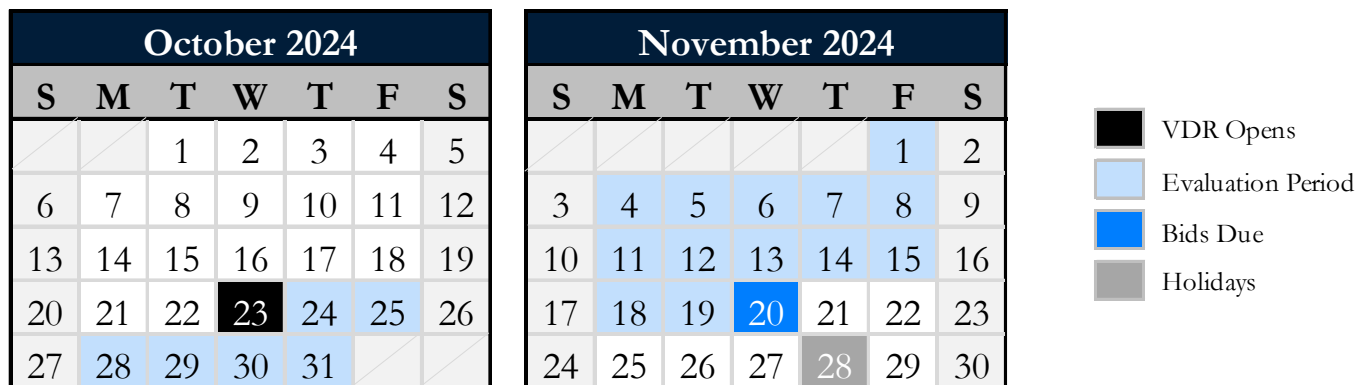 October 2024
S M T W T F S
1 2 3 4 5
6 7 8 9 10 11 12
13 14 15 16 17 18 19
20 21 22 23 24 25 26
27 28 29 30 31
November 2024
S M T W T F S
1 2
3 4 5 6 7 8 9
10 11 12 13 14 15 16
17 18 19 20 21 22 23
24 25 26 27 28 29 30
VDR Opens
Evaluation Period
Bids Due
Holidays